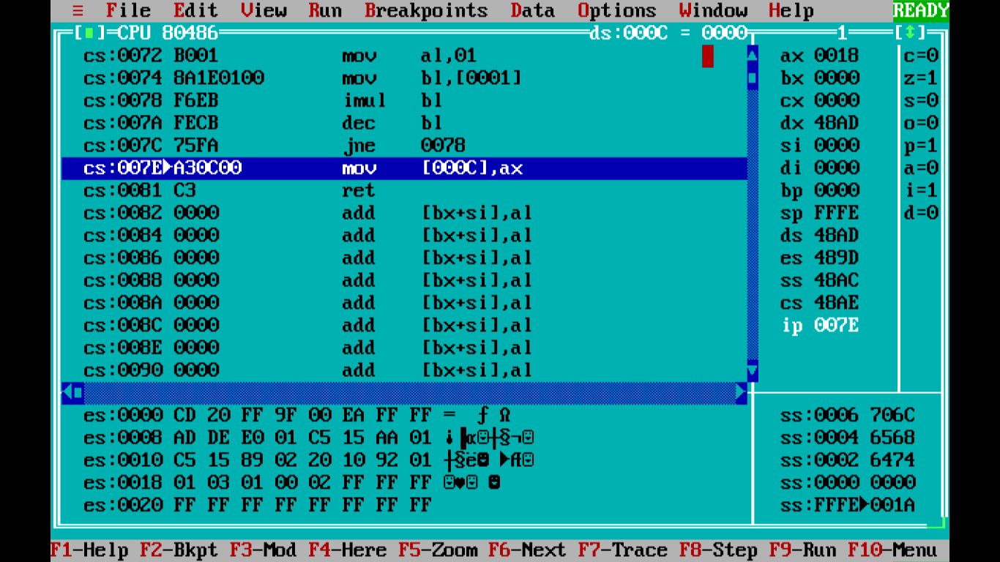 ≡ File Edit View Run Breakpoints Data Options Window Help READY
[■]=CPU 80486 ds:000C = 0000 1 [↕]
cs:0072 B001 mov al,01 ax 0018 c=0
cs:0074 8A1E0100 mov bl,[0001] bx 0000 z=1
cs:0078 F6EB imul bl cx 0000 s=0
cs:007A FECB dec bl dx 48AD o=0
cs:007C 75FA jne 0078 si 0000 p=1
cs:007E►A30C00 mov [000C],ax di 0000 a=0
cs:0081 C3 ret bp 0000 i=1
cs:0082 0000 add [bx+si],al sp FFFE d=0
cs:0084 0000 add [bx+si],al ds 48AD
cs:0086 0000 add [bx+si],al es 489D
cs:0088 0000 add [bx+si],al ss 48AC
cs:008A 0000 add [bx+si],al cs 48AE
cs:008C 0000 add [bx+si],al ip 007E
cs:008E 0000 add [bx+si],al
cs:0090 0000 add [bx+si],al
es:0000 CD 20 FF 9F 00 EA FF FF = ƒ Ω ss:0006 706C
es:0008 AD DE E0 01 C5 15 AA 01 ¡▐α☺┼§¬☺ ss:0004 6568
es:0010 C5 15 89 02 20 10 92 01 ┼§ë☻ ►Æ☺ ss:0002 6474
es:0018 01 03 01 00 02 FF FF FF ☺♥☺ ☻ ss:0000 0000
es:0020 FF FF FF FF FF FF FF FF ss:FFFE►001A
F1-Help F2-Bkpt F3-Mod F4-Here F5-Zoom F6-Next F7-Trace F8-Step F9-Run F10-Menu